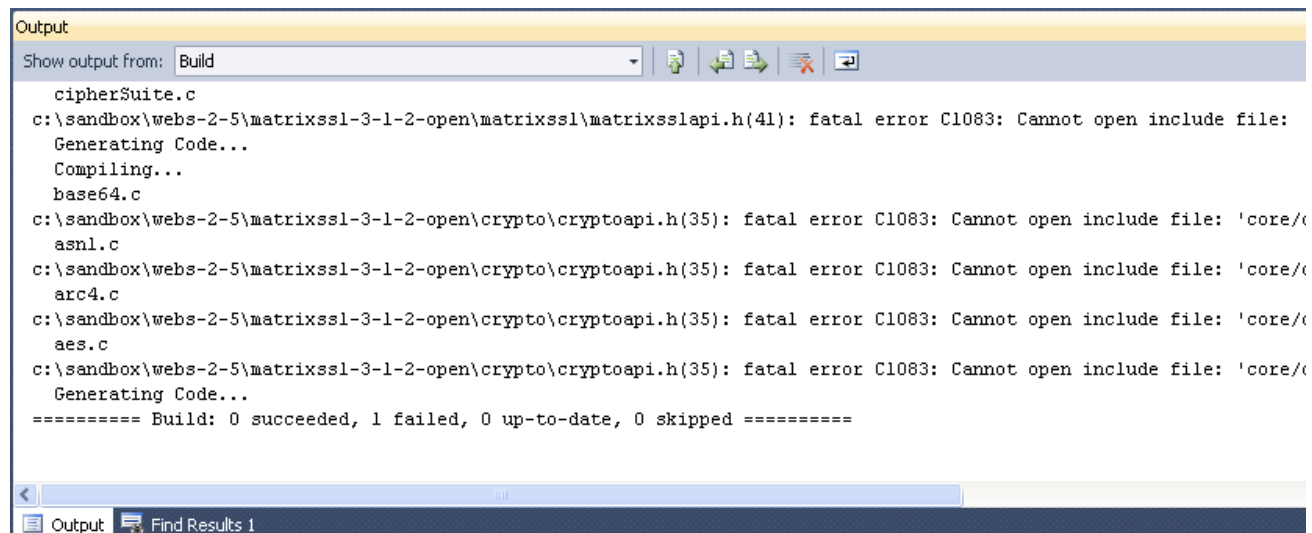 Output
Show output from: Build
cipherSuite.c
c:\sandbox\webs-2-5\matrixssl-3-1-2-open\matrixssl\matrixsslapi.h(41): fatal error C1083: Cannot open include file:
Generating Code...
Compiling...
base64.c
c:\sandbox\webs-2-5\matrixssl-3-1-2-open\crypto\cryptoapi.h(35): fatal error C1083: Cannot open include file: 'core/
asn1.c
c:\sandbox\webs-2-5\matrixssl-3-1-2-open\crypto\cryptoapi.h(35): fatal error C1083: Cannot open include file: 'core/
arc4.c
c:\sandbox\webs-2-5\matrixssl-3-1-2-open\crypto\cryptoapi.h(35): fatal error C1083: Cannot open include file: 'core/
aes.c
c:\sandbox\webs-2-5\matrixssl-3-1-2-open\crypto\cryptoapi.h(35): fatal error C1083: Cannot open include file: 'core/
Generating Code...
========== Build: 0 succeeded, 1 failed, 0 up-to-date, 0 skipped ==========
Output Find Results 1